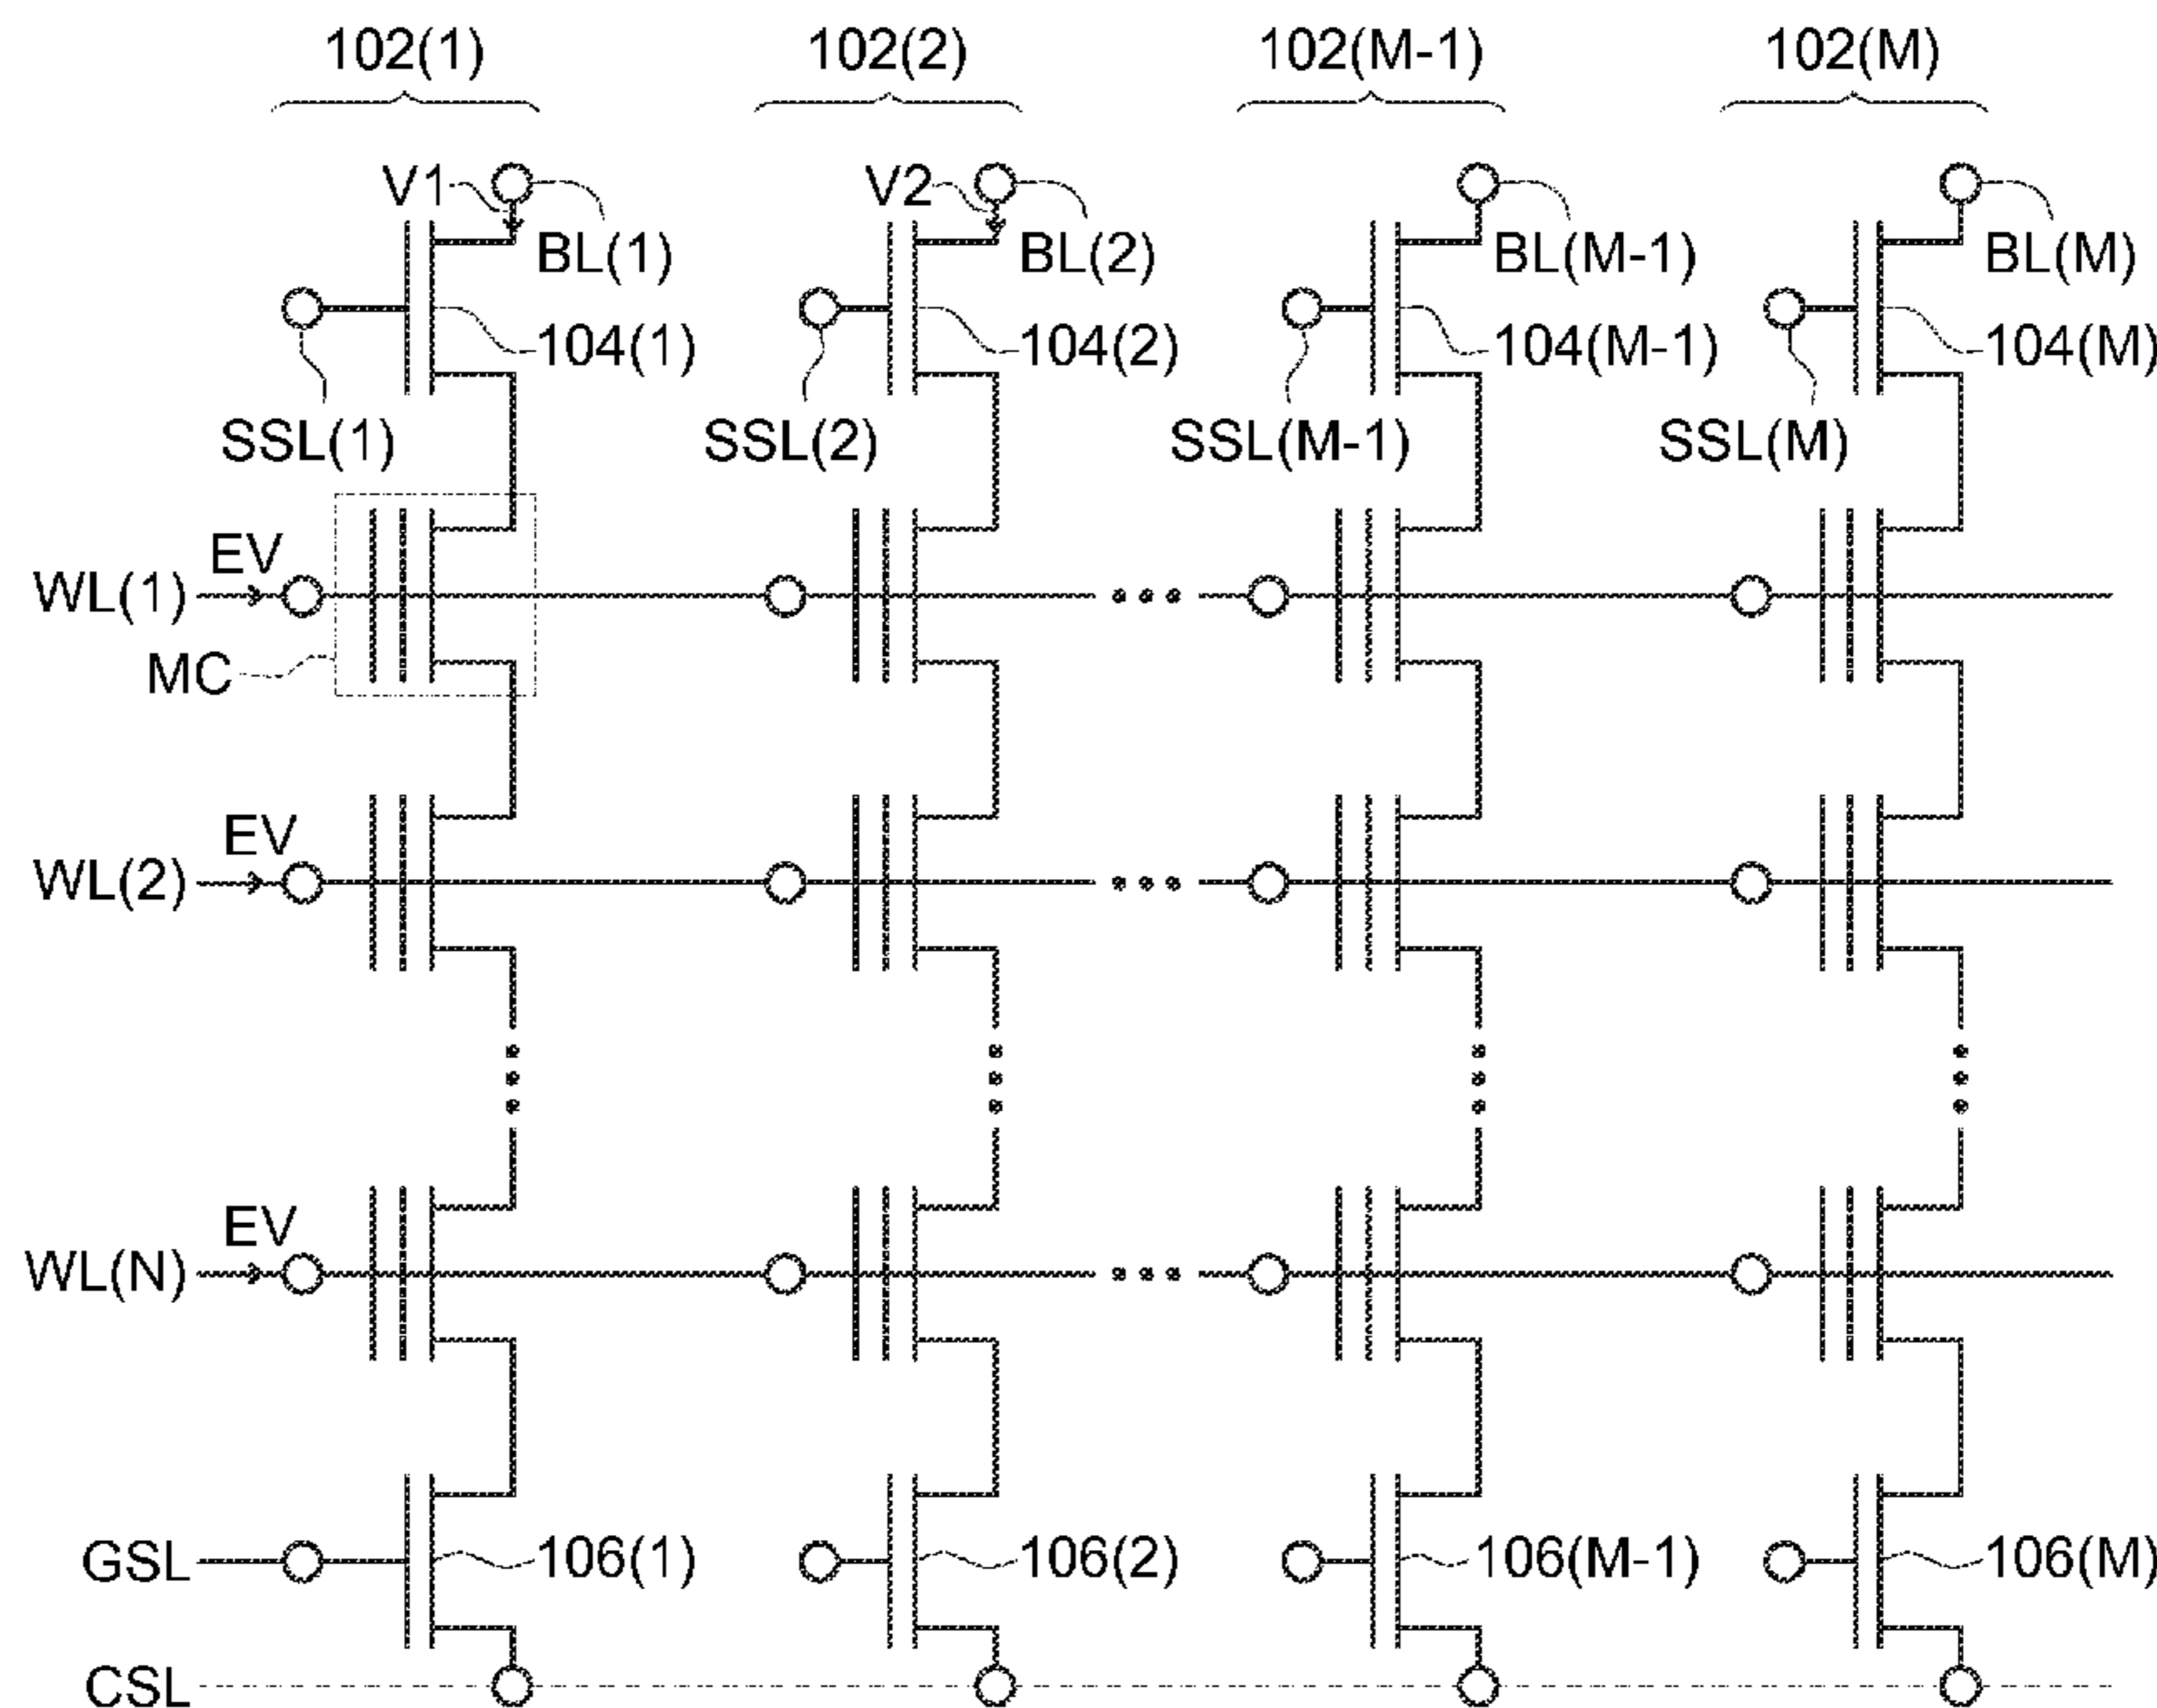 102(1) 102(2) 102(M-1) 102(M)
V1 V2
BL(1) BL(2) BL(M-1) BL(M)
104(1) 104(2) 104(M-1) 104(M)
SSL(1) SSL(2) SSL(M-1) SSL(M)
EV
WL(1)
MC
EV
WL(2)
EV
WL(N)
GSL 106(1) 106(2) 106(M-1) 106(M)
CSL